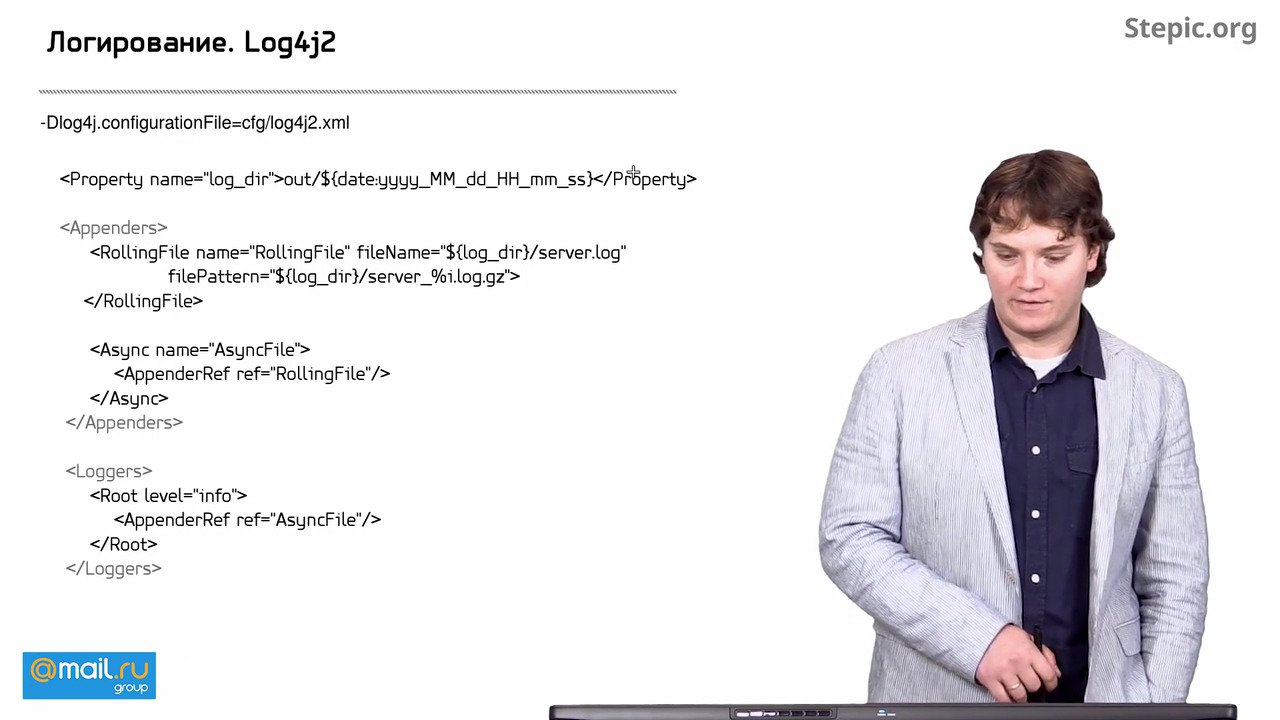 Логирование. Log4j2
Stepic.org
-Dlog4j.configurationFile=cfg/log4j2.xml
<Property name="log_dir">out/${date:yyyy_MM_dd_HH_mm_ss}</Property>
<Appenders>
<RollingFile name="RollingFile" fileName="${log_dir}/server.log"
filePattern="${log_dir}/server_%i.log.gz">
</RollingFile>
<Async name="AsyncFile">
<AppenderRef ref="RollingFile"/>
</Async>
</Appenders>
<Loggers>
<Root level="info">
<AppenderRef ref="AsyncFile"/>
</Root>
</Loggers>
@mail.ru
group